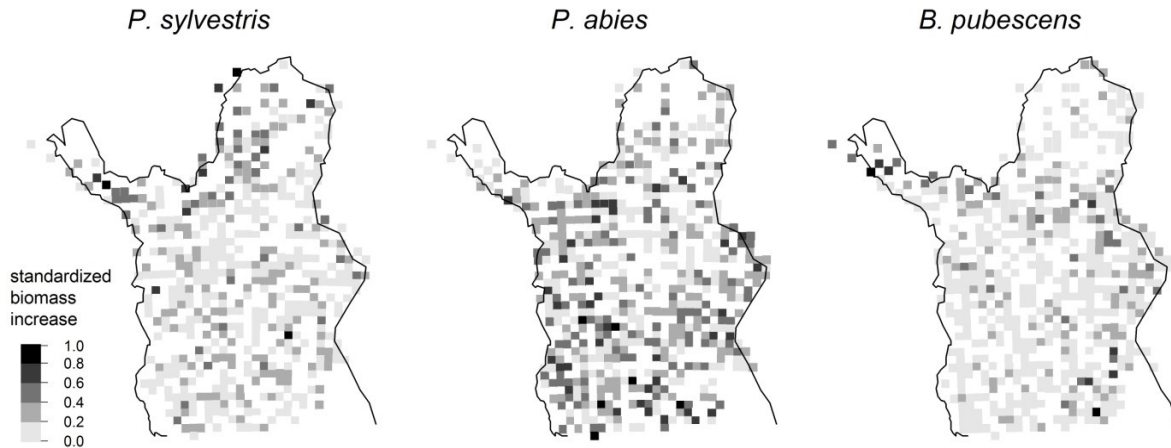 P. sylvestris
P. abies
B. pubescens
standardized
biomass
increase
1.0
0.8
0.6
0.4
0.2
0.0